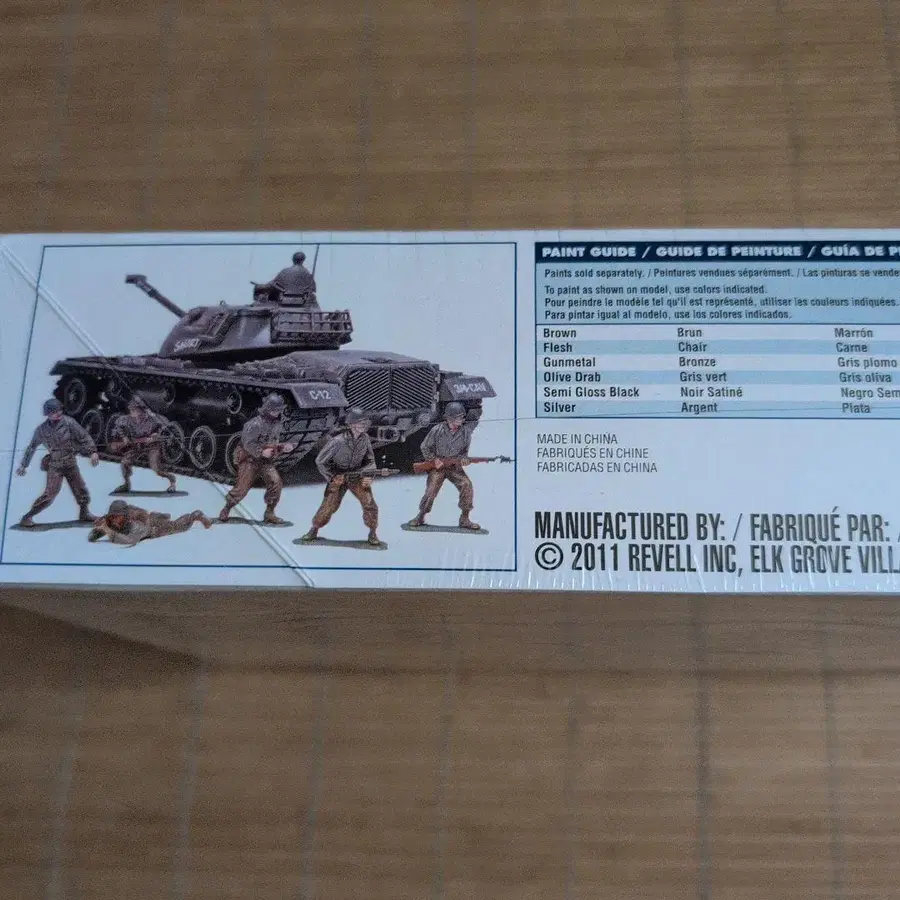 PAINT GUIDE / GUIDE DE PEINTURE / GUÍA DE P
Paints sold separately. / Peintures vendues séparément. / Las pinturas se vende
To paint as shown on model, use colors indicated.
Pour peindre le modèle tel qu'il est représenté, utiliser les couleurs indiquées.
Para pintar igual al modelo, use los colores indicados.
Brown Brun Marrón
Flesh Chair Carne
Gunmetal Bronze Gris plomo
Olive Drab Gris vert Gris oliva
Semi Gloss Black Noir Satiné Negro Sem
Silver Argent Plata
MADE IN CHINA
FABRIQUÉS EN CHINE
FABRICADAS EN CHINA
MANUFACTURED BY: / FABRIQUÉ PAR: /
© 2011 REVELL INC, ELK GROVE VILL
C-12